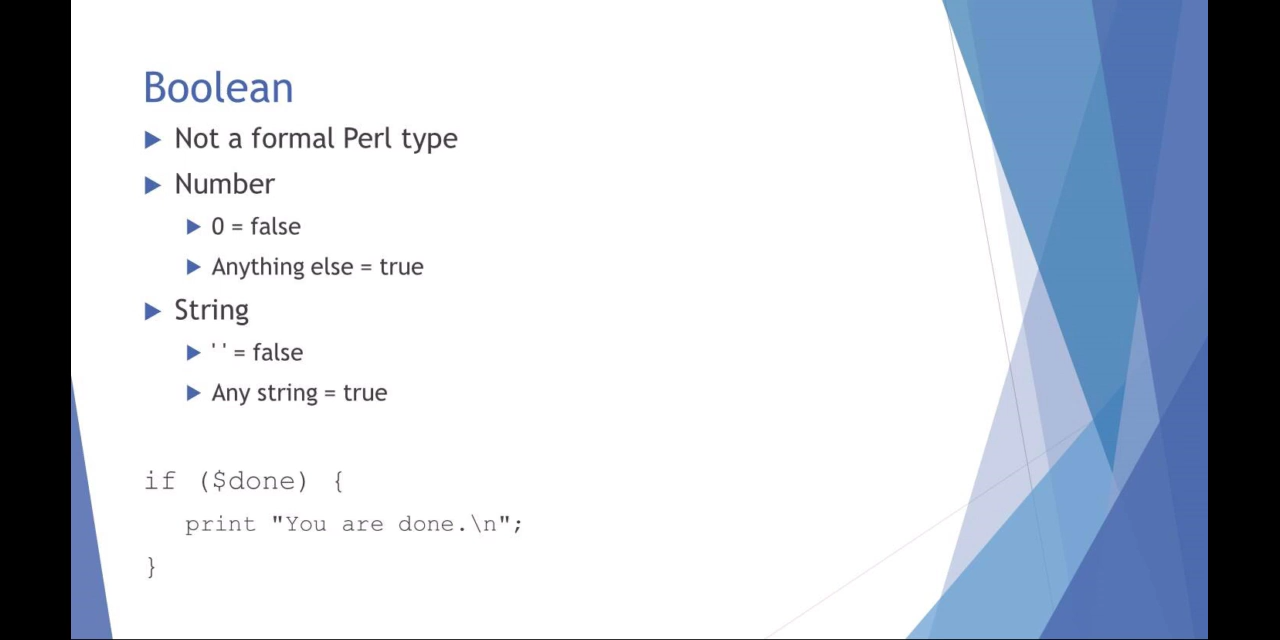 Boolean
Not a formal Perl type
Number
0 = false
Anything else = true
String
' ' = false
Any string = true
if ($done) {
print "You are done.\n";
}